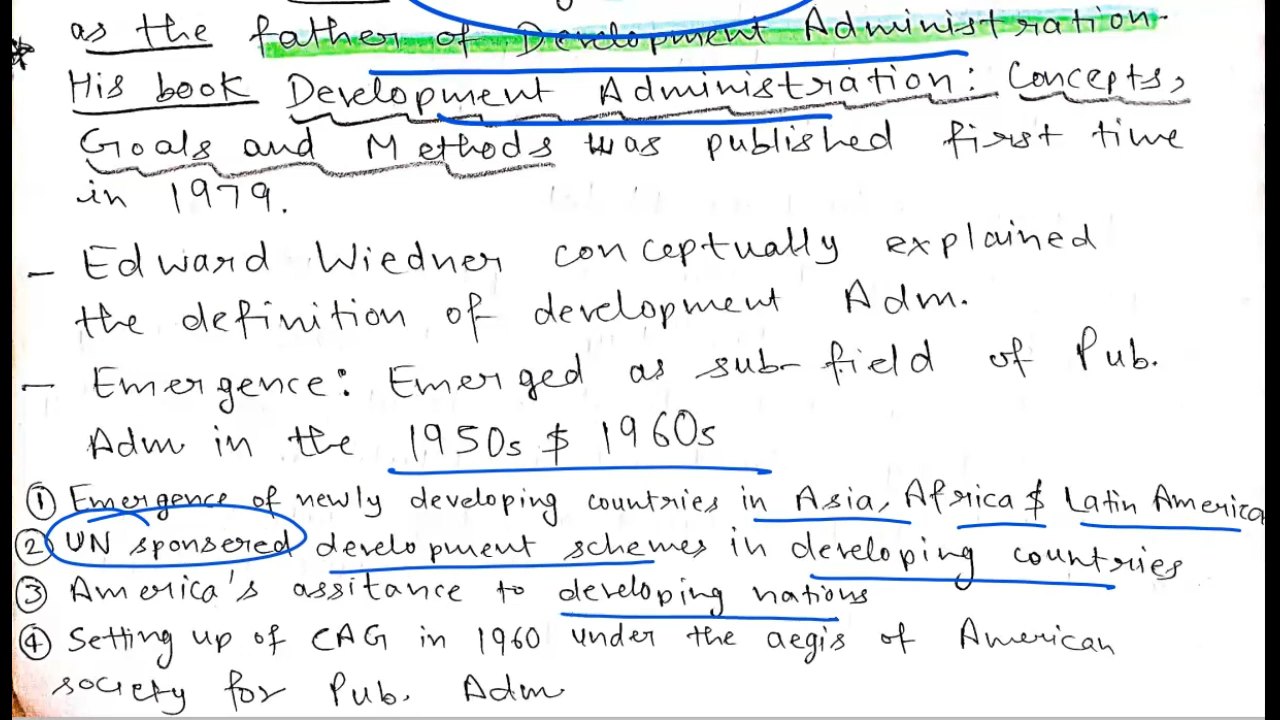 as the father of Development Administration.
His book Development Administration: Concepts,
Goals and Methods was published first time
in 1979.
- Edward Wiedner conceptually explained
the definition of development Adm.
- Emergence: Emerged as sub-field of Pub.
Adm in the 1950s $ 1960s
① Emergence of newly developing countries in Asia, Africa $ Latin America
② UN sponsered development schemes in developing countries
③ America's assitance to developing nations
④ Setting up of CAG in 1960 under the aegis of American
society for Pub. Adm